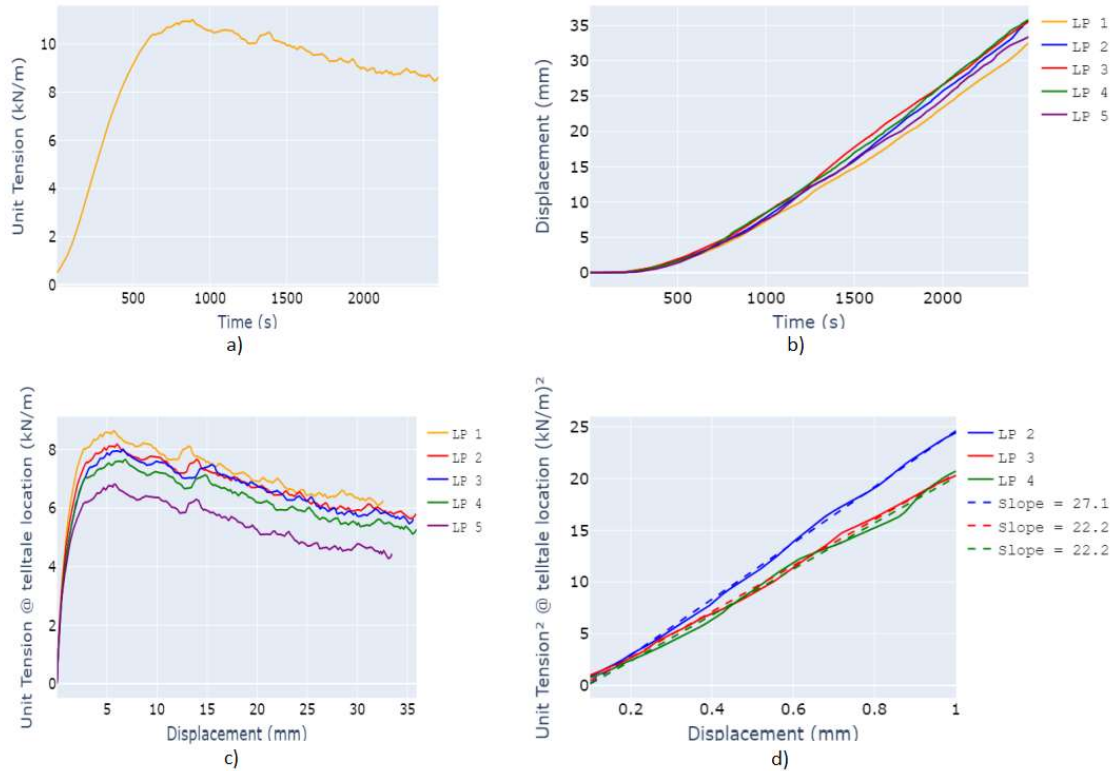 Unit Tension (kN/m)
10
8
6
4
2
0
500
1000
1500
2000
Time (s)
a)
Displacement (mm)
35
30
25
20
15
10
5
0
500
1000
1500
2000
Time (s)
b)
LP 1
LP 2
LP 3
LP 4
LP 5
Unit Tension @ telltale location (kN/m)
8
6
4
2
0
5
10
15
20
25
30
35
Displacement (mm)
c)
LP 1
LP 2
LP 3
LP 4
LP 5
Unit Tension² @ telltale location (kN/m)²
25
20
15
10
5
0
0.2
0.4
0.6
0.8
1
Displacement (mm)
d)
LP 2
LP 3
LP 4
Slope = 27.1
Slope = 22.2
Slope = 22.2